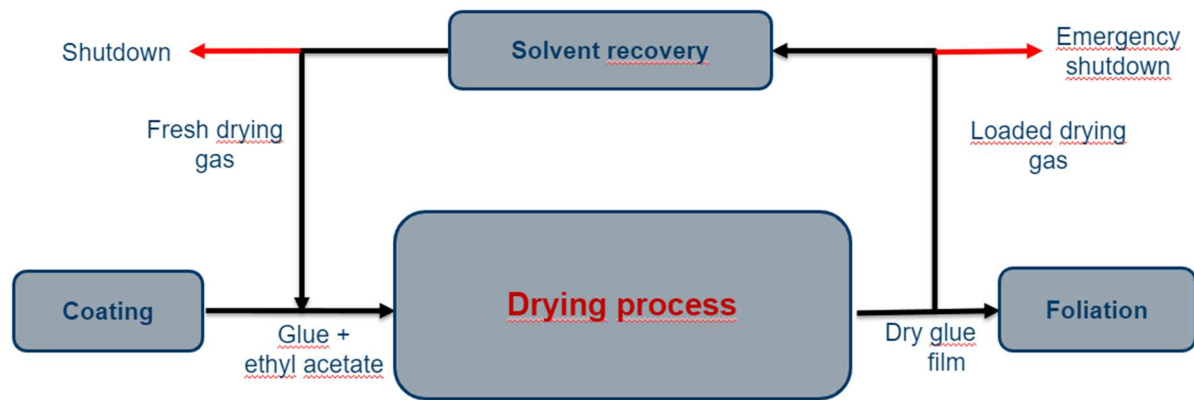 Shutdown
Solvent recovery
Emergency
shutdown
Fresh drying
gas
Loaded drying
gas
Coating
Drying process
Foliation
Glue +
ethyl acetate
Dry glue
film